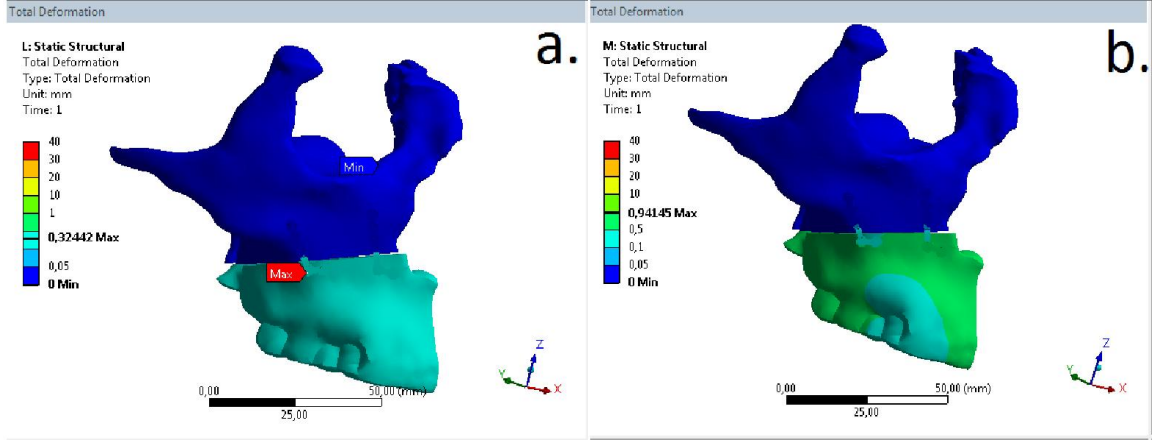 Total Deformation
L: Static Structural
Total Deformation
Type: Total Deformation
Unit: mm
Time: 1
a.
40
30
20
10
1
0,32442 Max
0,05
0 Min
Min
Max
0,00
50,00 (mm)
25,00
Z
Y
X
Total Deformation
M: Static Structural
Total Deformation
Type: Total Deformation
Unit: mm
Time: 1
b.
40
30
20
10
0,94145 Max
0,5
0,1
0,05
0 Min
0,00
50,00 (mm)
25,00
Z
Y
X